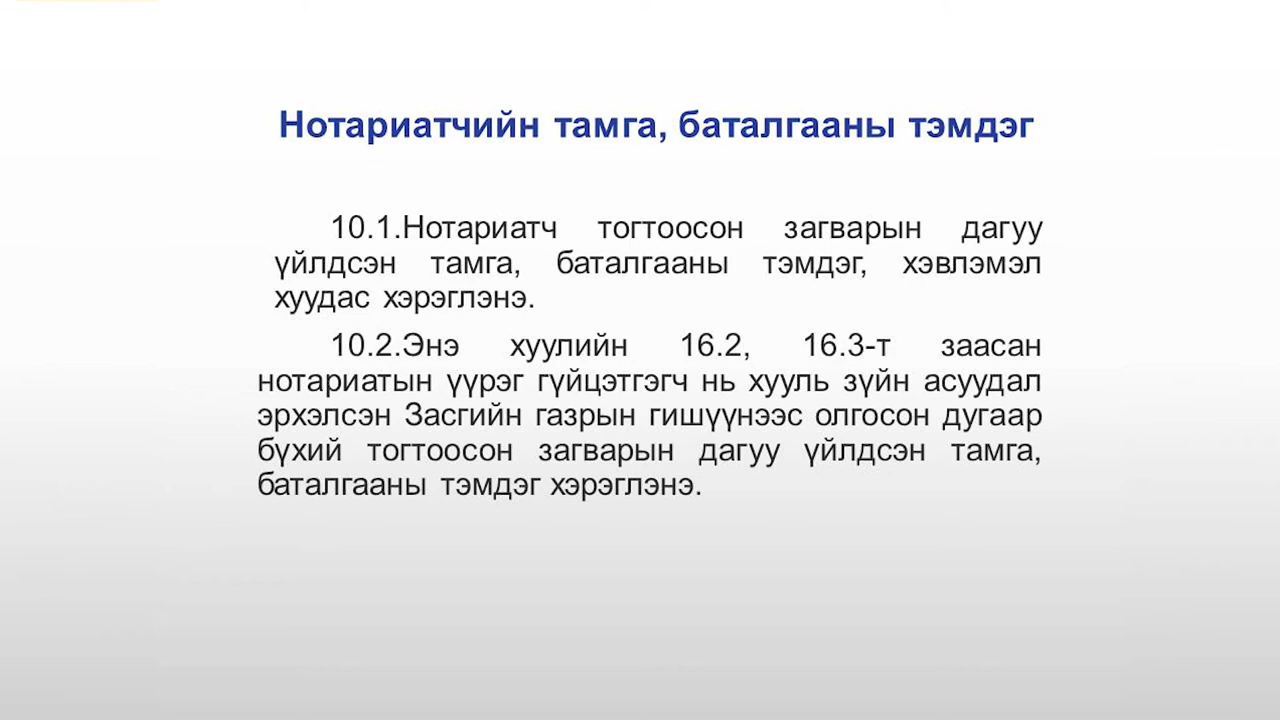 Нотариатчийн тамга, баталгааны тэмдэг
10.1.Нотариатч тогтоосон загварын дагуу
үйлдсэн тамга, баталгааны тэмдэг, хэвлэмэл
хуудас хэрэглэнэ.
10.2.Энэ хуулийн 16.2, 16.3-т заасан
нотариатын үүрэг гүйцэтгэгч нь хууль зүйн асуудал
эрхэлсэн Засгийн газрын гишүүнээс олгосон дугаар
бүхий тогтоосон загварын дагуу үйлдсэн тамга,
баталгааны тэмдэг хэрэглэнэ.